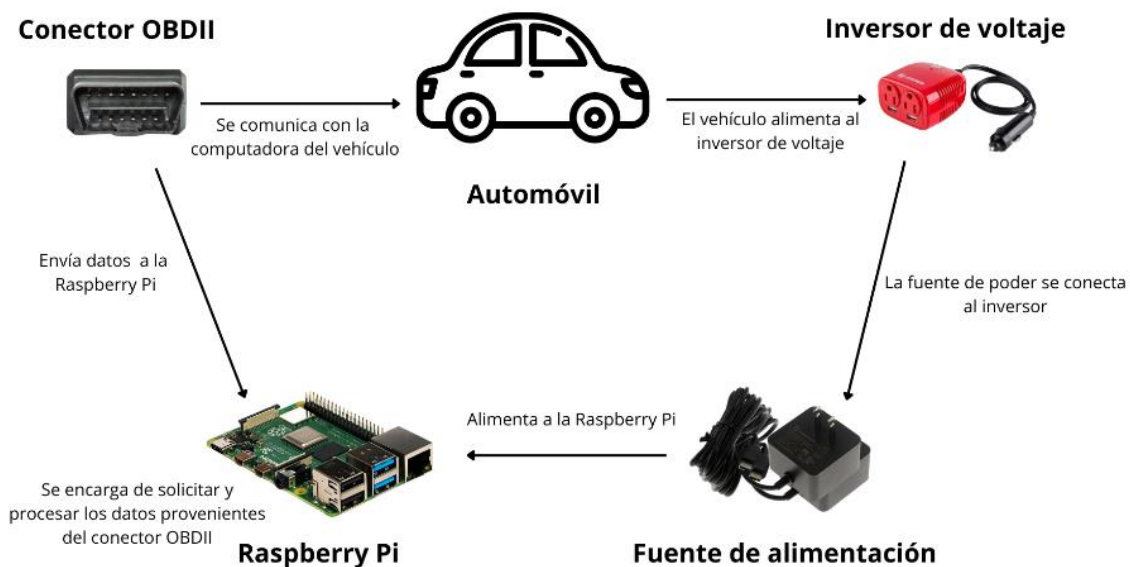 Conector OBDII
Inversor de voltaje
Se comunica con la
computadora del vehículo
El vehículo alimenta al
inversor de voltaje
Automóvil
Envía datos a la
Raspberry Pi
La fuente de poder se conecta
al inversor
Alimenta a la Raspberry Pi
Se encarga de solicitar y
procesar los datos provenientes
del conector OBDII
Raspberry Pi
Fuente de alimentación